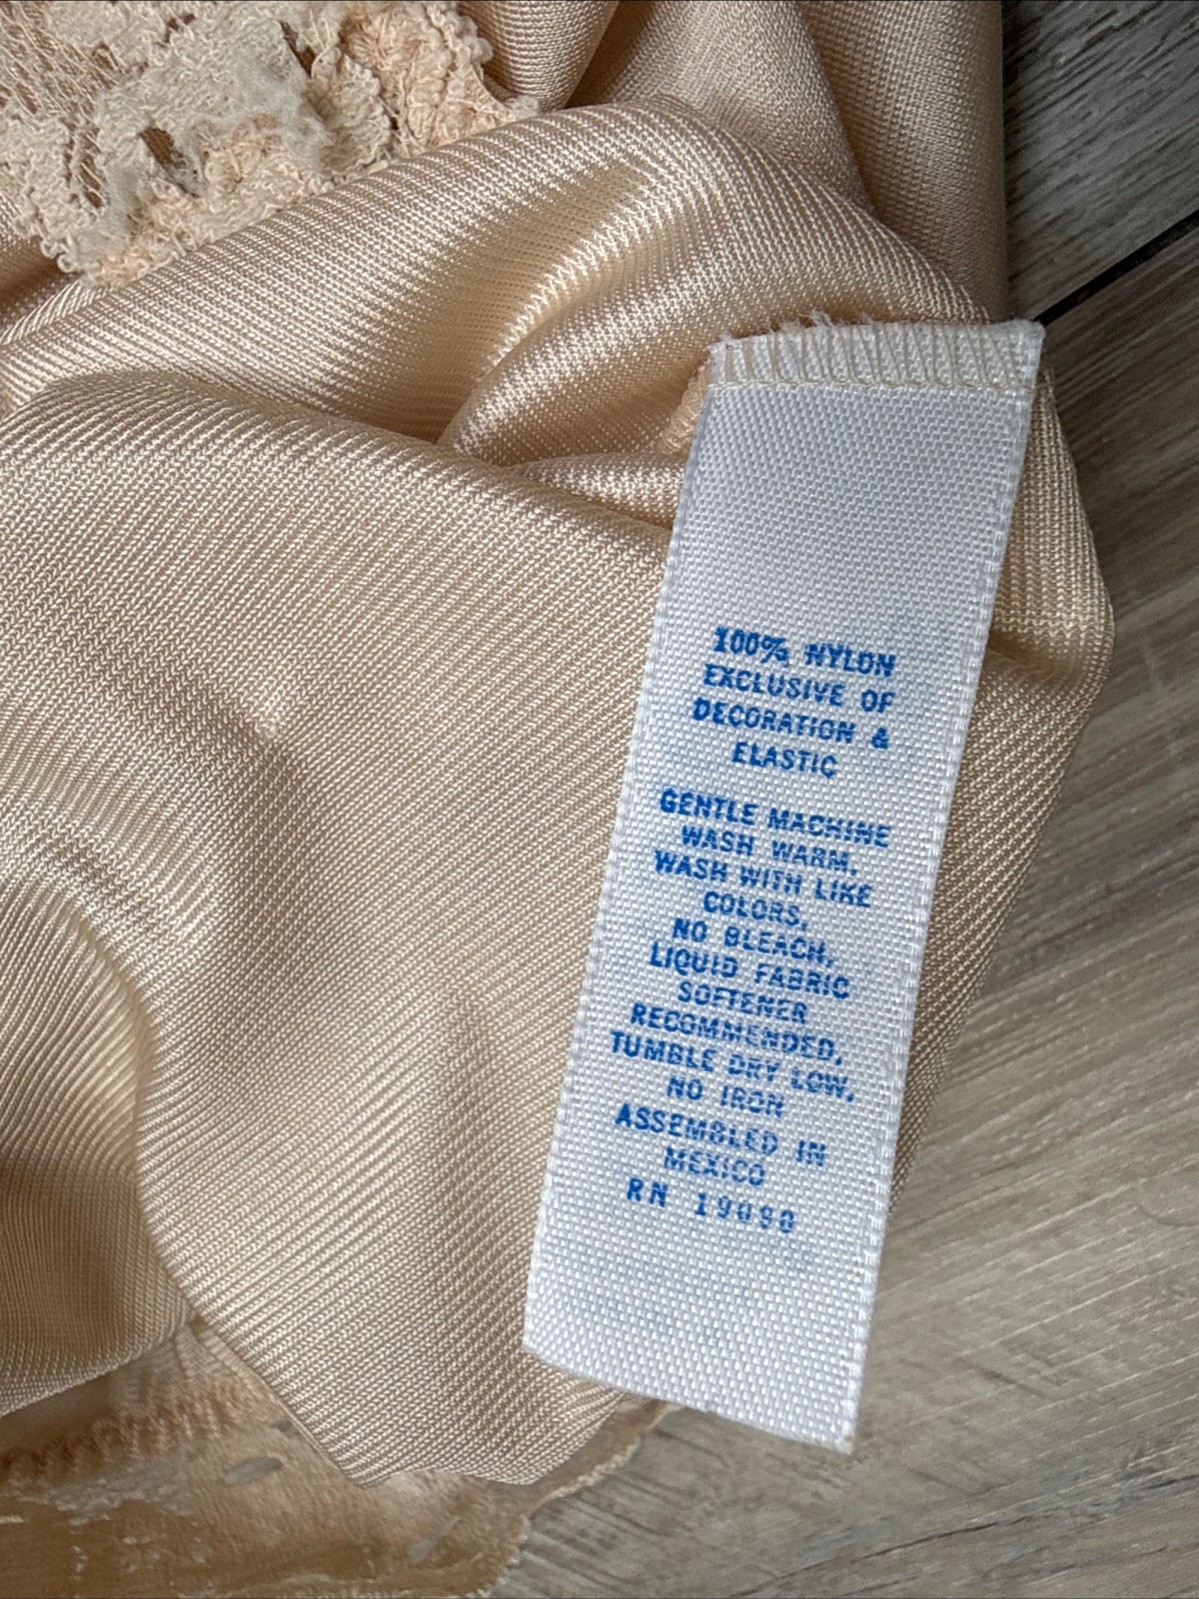 100% NYLON
EXCLUSIVE OF
DECORATION &
ELASTIC
GENTLE MACHINE
WASH WARM,
WASH WITH LIKE
COLORS,
NO BLEACH,
LIQUID FABRIC
SOFTENER
RECOMMENDED,
TUMBLE DRY LOW,
NO IRON
ASSEMBLED IN
MEXICO
RN 19090